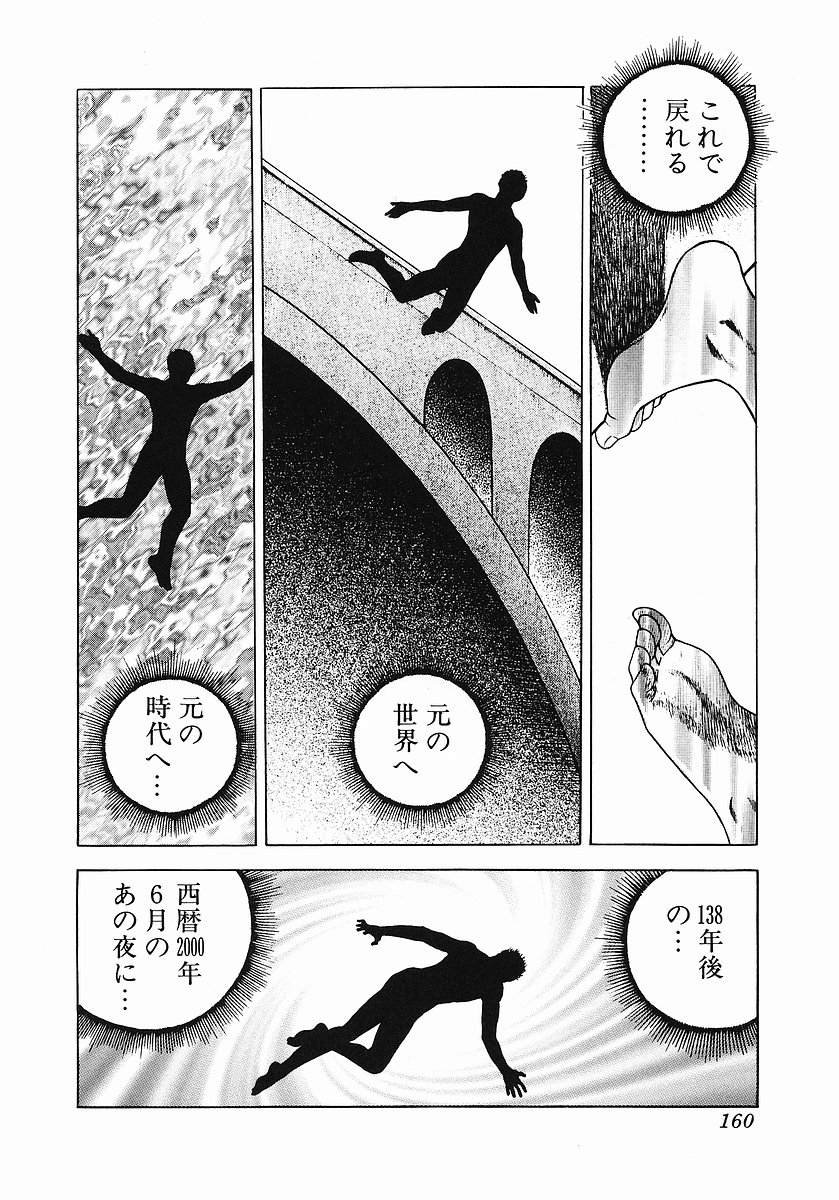 これで
戻れる
………
元の
世界へ
元の
時代へ…
138年後
の…
西暦2000年
6月の
あの夜に…
160